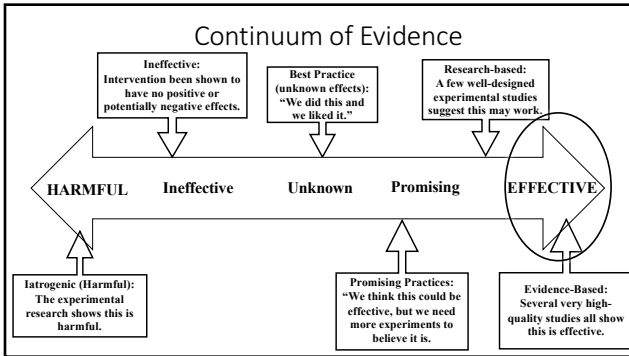 Continuum of Evidence
Ineffective:
Intervention been shown to
have no positive or
potentially negative effects.
Best Practice
(unknown effects):
“We did this and
we liked it.”
Research-based:
A few well-designed
experimental studies
suggest this may work.
HARMFUL Ineffective Unknown Promising EFFECTIVE
Iatrogenic (Harmful):
The experimental
research shows this is
harmful.
Promising Practices:
“We think this could be
effective, but we need
more experiments to
believe it is.
Evidence-Based:
Several very high-
quality studies all show
this is effective.